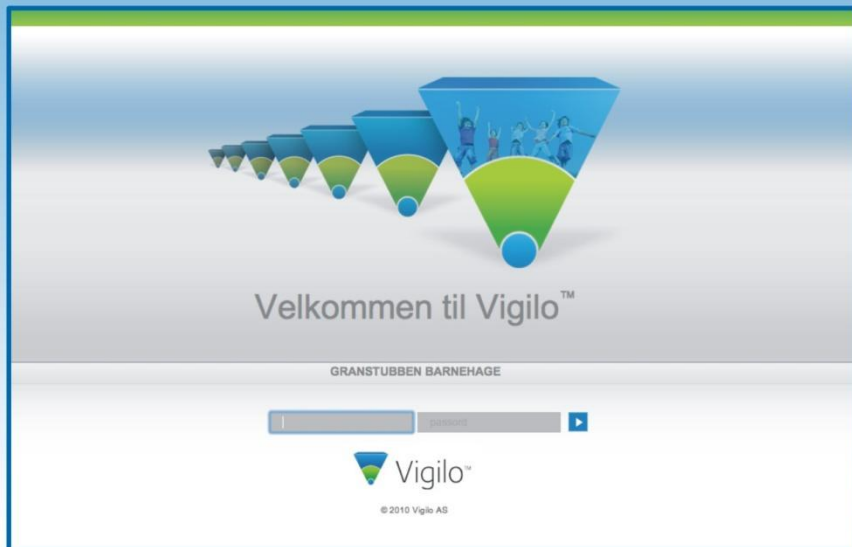 Velkommen til Vigilo™
GRANSTUBBEN BARNEHAGE
passord
Vigilo™
© 2010 Vigilo AS